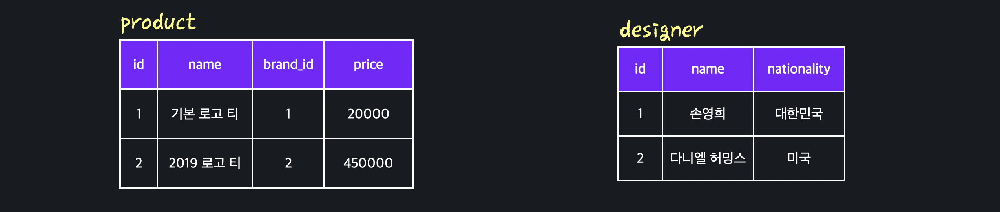 product
id name brand_id price
1 기본 로고 티 1 20000
2 2019 로고 티 2 450000
designer
id name nationality
1 손영희 대한민국
2 다니엘 허밍스 미국